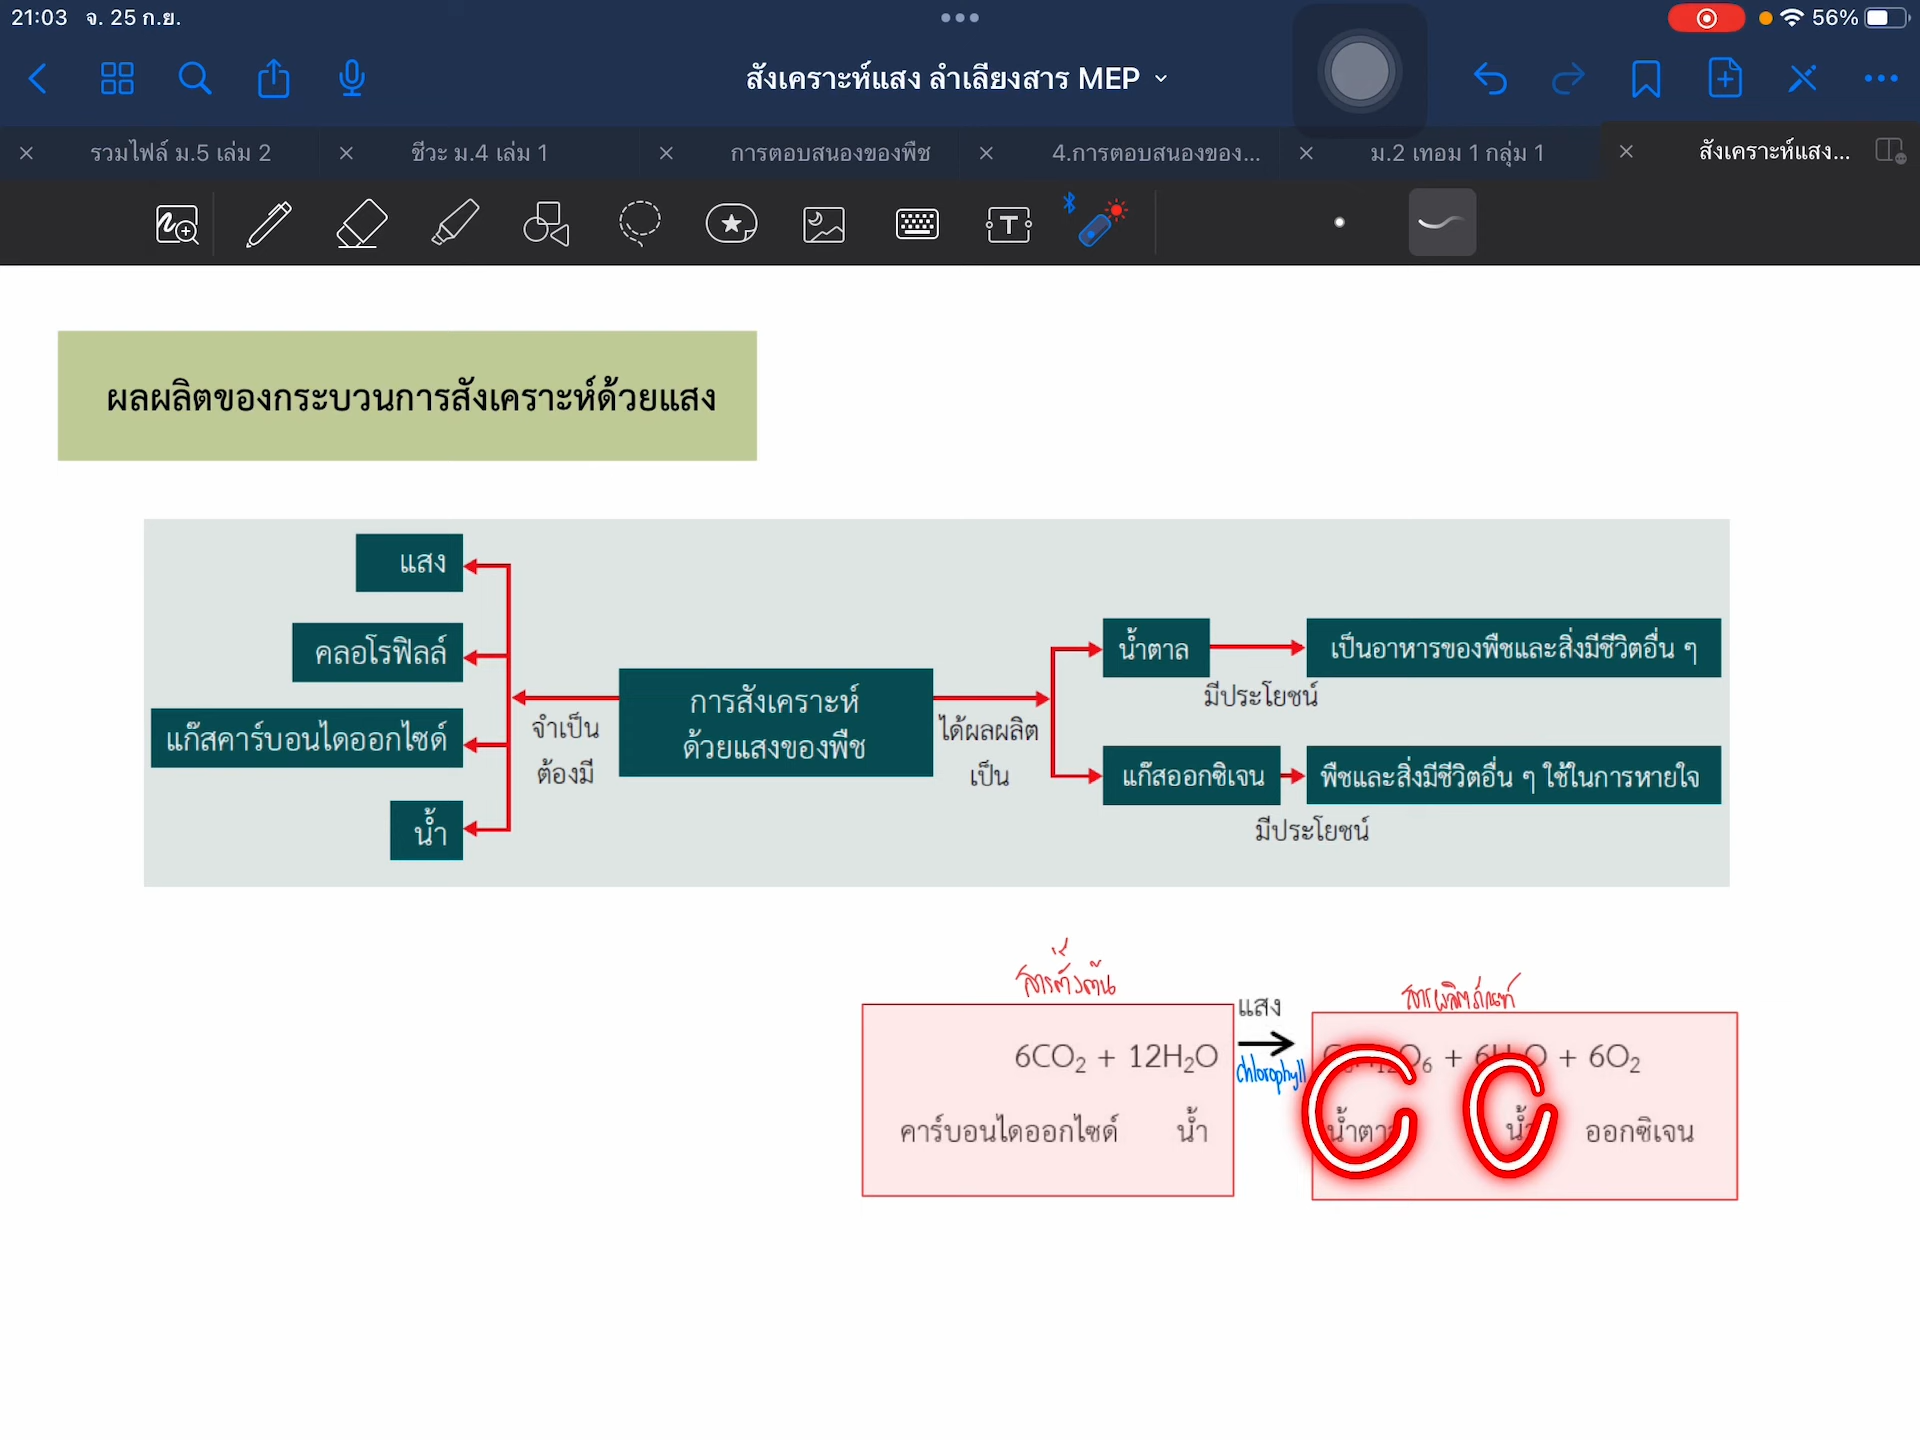 21:03 จ. 25 ก.ย.
56%
สังเคราะห์แสง ลำเลียงสาร MEP
รวมไฟล์ ม.5 เล่ม 2
ชีวะ ม.4 เล่ม 1
การตอบสนองของพืช
4.การตอบสนองของ...
ม.2 เทอม 1 กลุ่ม 1
สังเคราะห์แสง...
ผลผลิตของกระบวนการสังเคราะห์ด้วยแสง
แสง
คลอโรฟิลล์
แก๊สคาร์บอนไดออกไซด์
น้ำ
จำเป็น
ต้องมี
การสังเคราะห์
ด้วยแสงของพืช
ได้ผลผลิต
เป็น
น้ำตาล
มีประโยชน์
เป็นอาหารของพืชและสิ่งมีชีวิตอื่น ๆ
แก๊สออกซิเจน
มีประโยชน์
พืชและสิ่งมีชีวิตอื่น ๆ ใช้ในการหายใจ
สารตั้งต้น
6CO₂ + 12H₂O
คาร์บอนไดออกไซด์ น้ำ
แสง
chlorophyll
สารผลิตภัณฑ์
+ 6H₂O + 6O₂
น้ำตาล น้ำ ออกซิเจน
C C